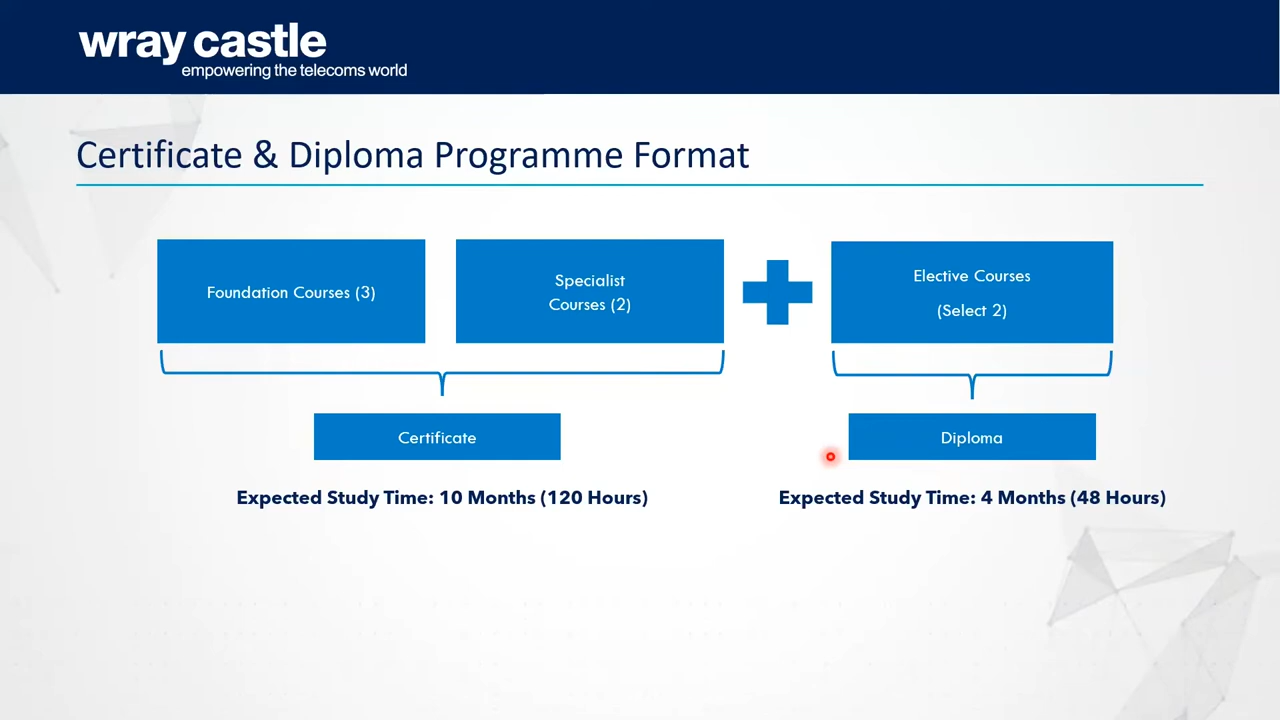 wray castle
empowering the telecoms world
Certificate & Diploma Programme Format
Foundation Courses (3)
Specialist
Courses (2)
Elective Courses
(Select 2)
Certificate
Diploma
Expected Study Time: 10 Months (120 Hours)
Expected Study Time: 4 Months (48 Hours)